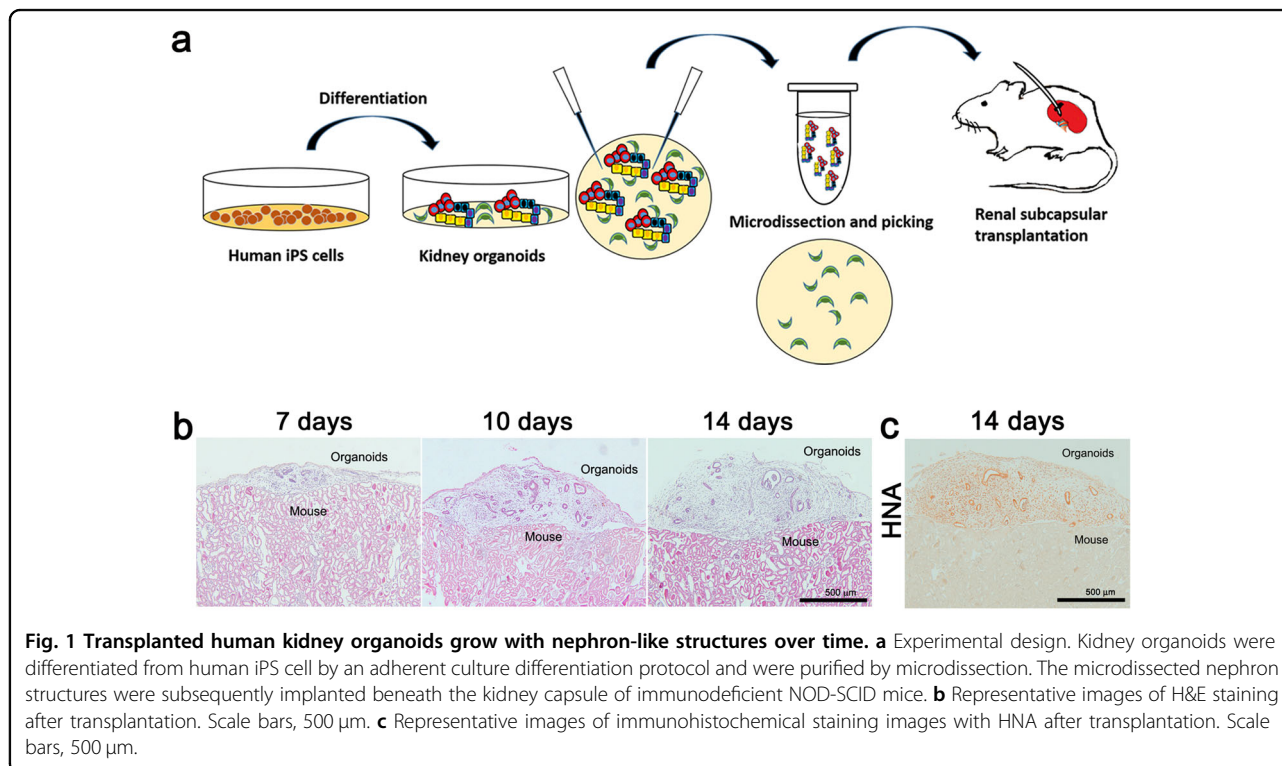 a
Differentiation
Human iPS cells
Kidney organoids
Microdissection and picking
Renal subcapsular
transplantation
b
7 days
10 days
14 days
Organoids
Mouse
Organoids
Mouse
Organoids
Mouse
500 µm
c
14 days
HNA
Organoids
Mouse
500 µm
Fig. 1 Transplanted human kidney organoids grow with nephron-like structures over time. a Experimental design. Kidney organoids were
differentiated from human iPS cell by an adherent culture differentiation protocol and were purified by microdissection. The microdissected nephron
structures were subsequently implanted beneath the kidney capsule of immunodeficient NOD-SCID mice. b Representative images of H&E staining
after transplantation. Scale bars, 500 µm. c Representative images of immunohistochemical staining images with HNA after transplantation. Scale
bars, 500 µm.